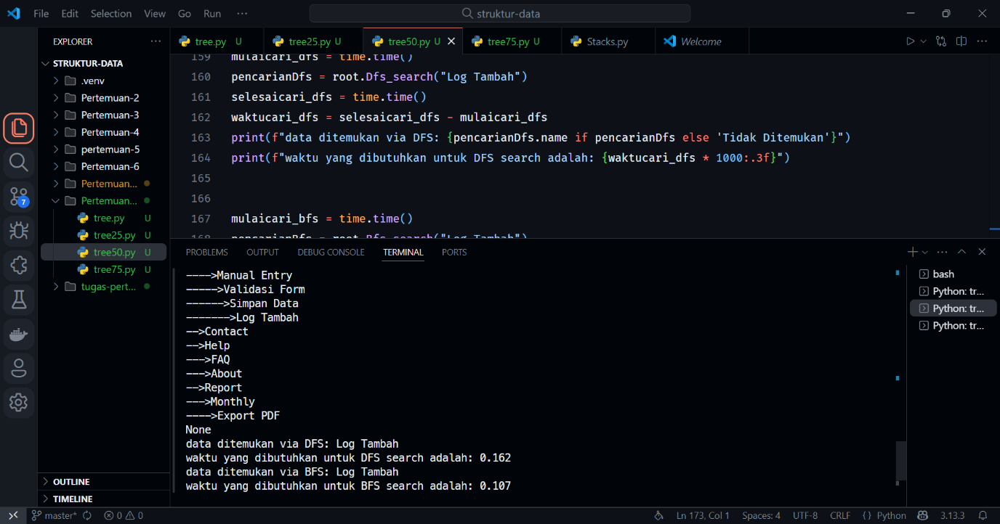 File Edit Selection View Go Run ···
struktur-data
EXPLORER ···
STRUKTUR-DATA
.venv
Pertemuan-2
Pertemuan-3
Pertemuan-4
pertemuan-5
Pertemuan-6
Pertemuan...
Pertemuan...
tree.py U
tree25.py U
tree50.py U
tree75.py U
tugas-pert...
OUTLINE
TIMELINE
7
tree.py U tree25.py U tree50.py U tree75.py U Stacks.py Welcome
159 mulaicari_dfs = time.time()
160 pencarianDfs = root.Dfs_search("Log Tambah")
161 selesaicari_dfs = time.time()
162 waktucari_dfs = selesaicari_dfs - mulaicari_dfs
163 print(f"data ditemukan via DFS: {pencarianDfs.name if pencarianDfs else 'Tidak Ditemukan'}")
164 print(f"waktu yang dibutuhkan untuk DFS search adalah: {waktucari_dfs * 1000:.3f}")
165
166
167 mulaicari_bfs = time.time()
168 pencarianBfs = root.Bfs_search("Log Tambah")
PROBLEMS OUTPUT DEBUG CONSOLE TERMINAL PORTS
---->Manual Entry
----->Validasi Form
------>Simpan Data
------->Log Tambah
-->Contact
-->Help
--->FAQ
--->About
-->Report
--->Monthly
---->Export PDF
None
data ditemukan via DFS: Log Tambah
waktu yang dibutuhkan untuk DFS search adalah: 0.162
data ditemukan via BFS: Log Tambah
waktu yang dibutuhkan untuk BFS search adalah: 0.107
bash
Python: tr...
Python: tr...
Python: tr...
master* 0 0 Ln 173, Col 1 Spaces: 4 UTF-8 CRLF { } Python 3.13.3